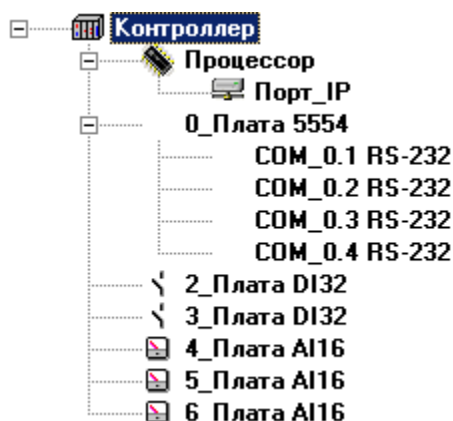 Контроллер
Процессор
Порт_IP
0_Плата 5554
COM_0.1 RS-232
COM_0.2 RS-232
COM_0.3 RS-232
COM_0.4 RS-232
2_Плата DI32
3_Плата DI32
4_Плата AI16
5_Плата AI16
6_Плата AI16